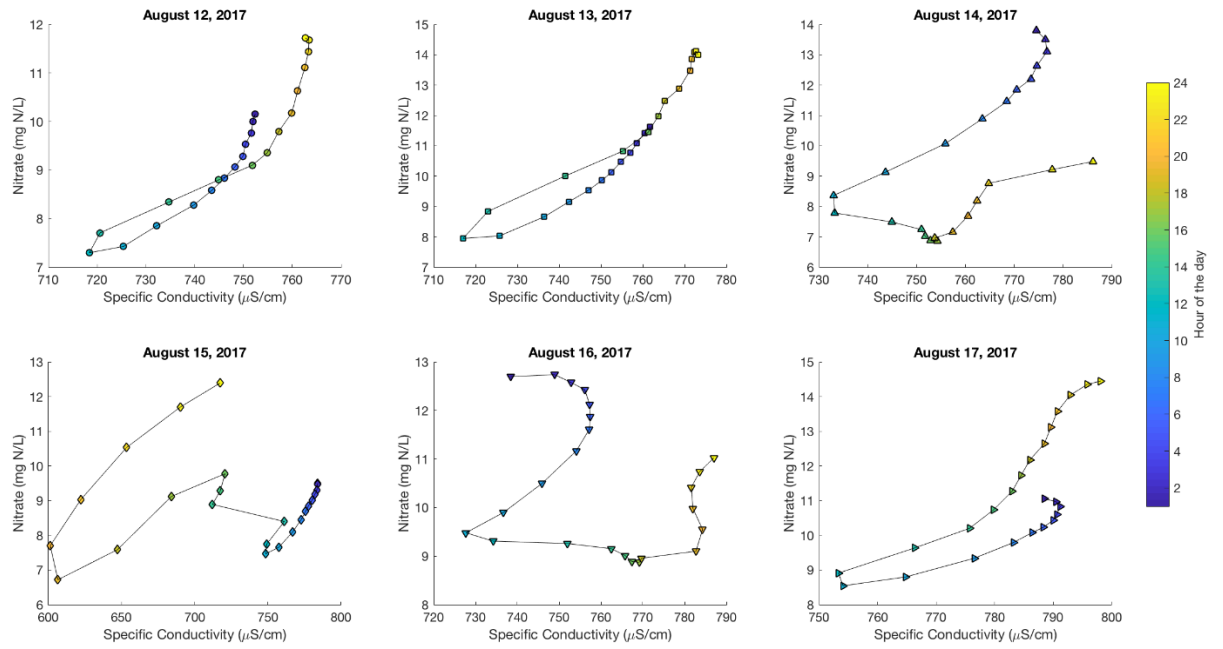 August 12, 2017
12
11
10
9
8
7
Nitrate (mg N/L)
710 720 730 740 750 760 770
Specific Conductivity (μS/cm)
August 13, 2017
15
14
13
12
11
10
9
8
7
Nitrate (mg N/L)
710 720 730 740 750 760 770 780
Specific Conductivity (μS/cm)
August 14, 2017
14
13
12
11
10
9
8
7
6
Nitrate (mg N/L)
730 740 750 760 770 780 790
Specific Conductivity (μS/cm)
August 15, 2017
13
12
11
10
9
8
7
6
Nitrate (mg N/L)
600 650 700 750 800
Specific Conductivity (μS/cm)
August 16, 2017
13
12
11
10
9
8
Nitrate (mg N/L)
720 730 740 750 760 770 780 790
Specific Conductivity (μS/cm)
August 17, 2017
15
14
13
12
11
10
9
8
Nitrate (mg N/L)
750 760 770 780 790 800
Specific Conductivity (μS/cm)
24
22
20
18
16
14
12
10
8
6
4
2
Hour of the day